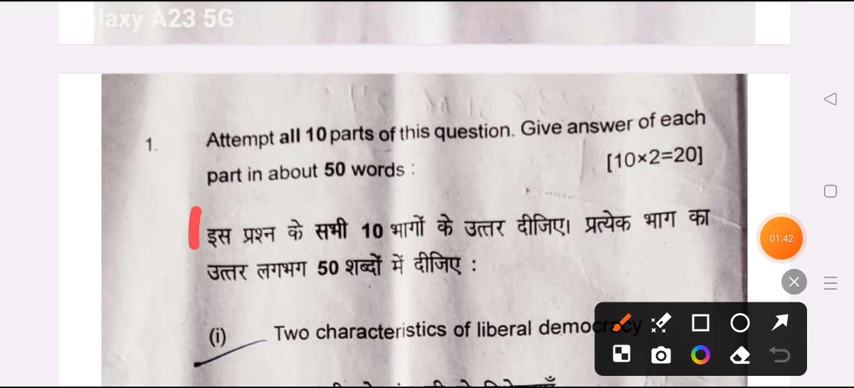 laxy A23 5G
1. Attempt all 10 parts of this question. Give answer of each
part in about 50 words : [10×2=20]
इस प्रश्न के सभी 10 भागों के उत्तर दीजिए। प्रत्येक भाग का
उत्तर लगभग 50 शब्दों में दीजिए :
01:42
(i) Two characteristics of liberal democracy